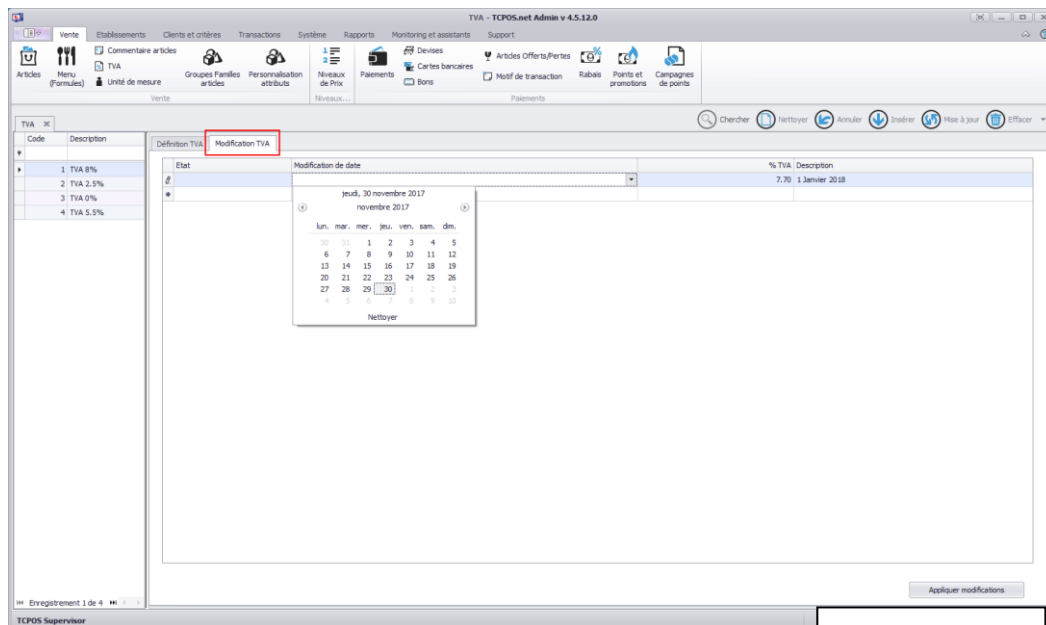 TVA - TCPOS.net Admin v 4.5.12.0
Vente Etablissements Clients et critères Transactions Système Rapports Monitoring et assistants Support
Articles
Menu (Formules)
Commentaire articles
TVA
Unité de mesure
Groupes Familles articles
Personnalisation attributs
Niveaux de Prix
Paiements
Devises
Cartes bancaires
Bons
Articles Offerts/Pertes
Motif de transaction
Rabais
Points et promotions
Campagnes de points
Vente Niveaux... Paiements
TVA
Chercher Nettoyer Annuler Insérer Mise à jour Effacer
Code Description
1 TVA 8%
2 TVA 2.5%
3 TVA 0%
4 TVA 5.5%
Définition TVA Modification TVA
Etat Modification de date % TVA Description
7.70 1 Janvier 2018
jeudi, 30 novembre 2017
novembre 2017
lun. mar. mer. jeu. ven. sam. dim.
30 31 1 2 3 4 5
6 7 8 9 10 11 12
13 14 15 16 17 18 19
20 21 22 23 24 25 26
27 28 29 30 1 2 3
4 5 6 7 8 9 10
Nettoyer
Appliquer modifications
Enregistrement 1 de 4
TCPOS Supervisor